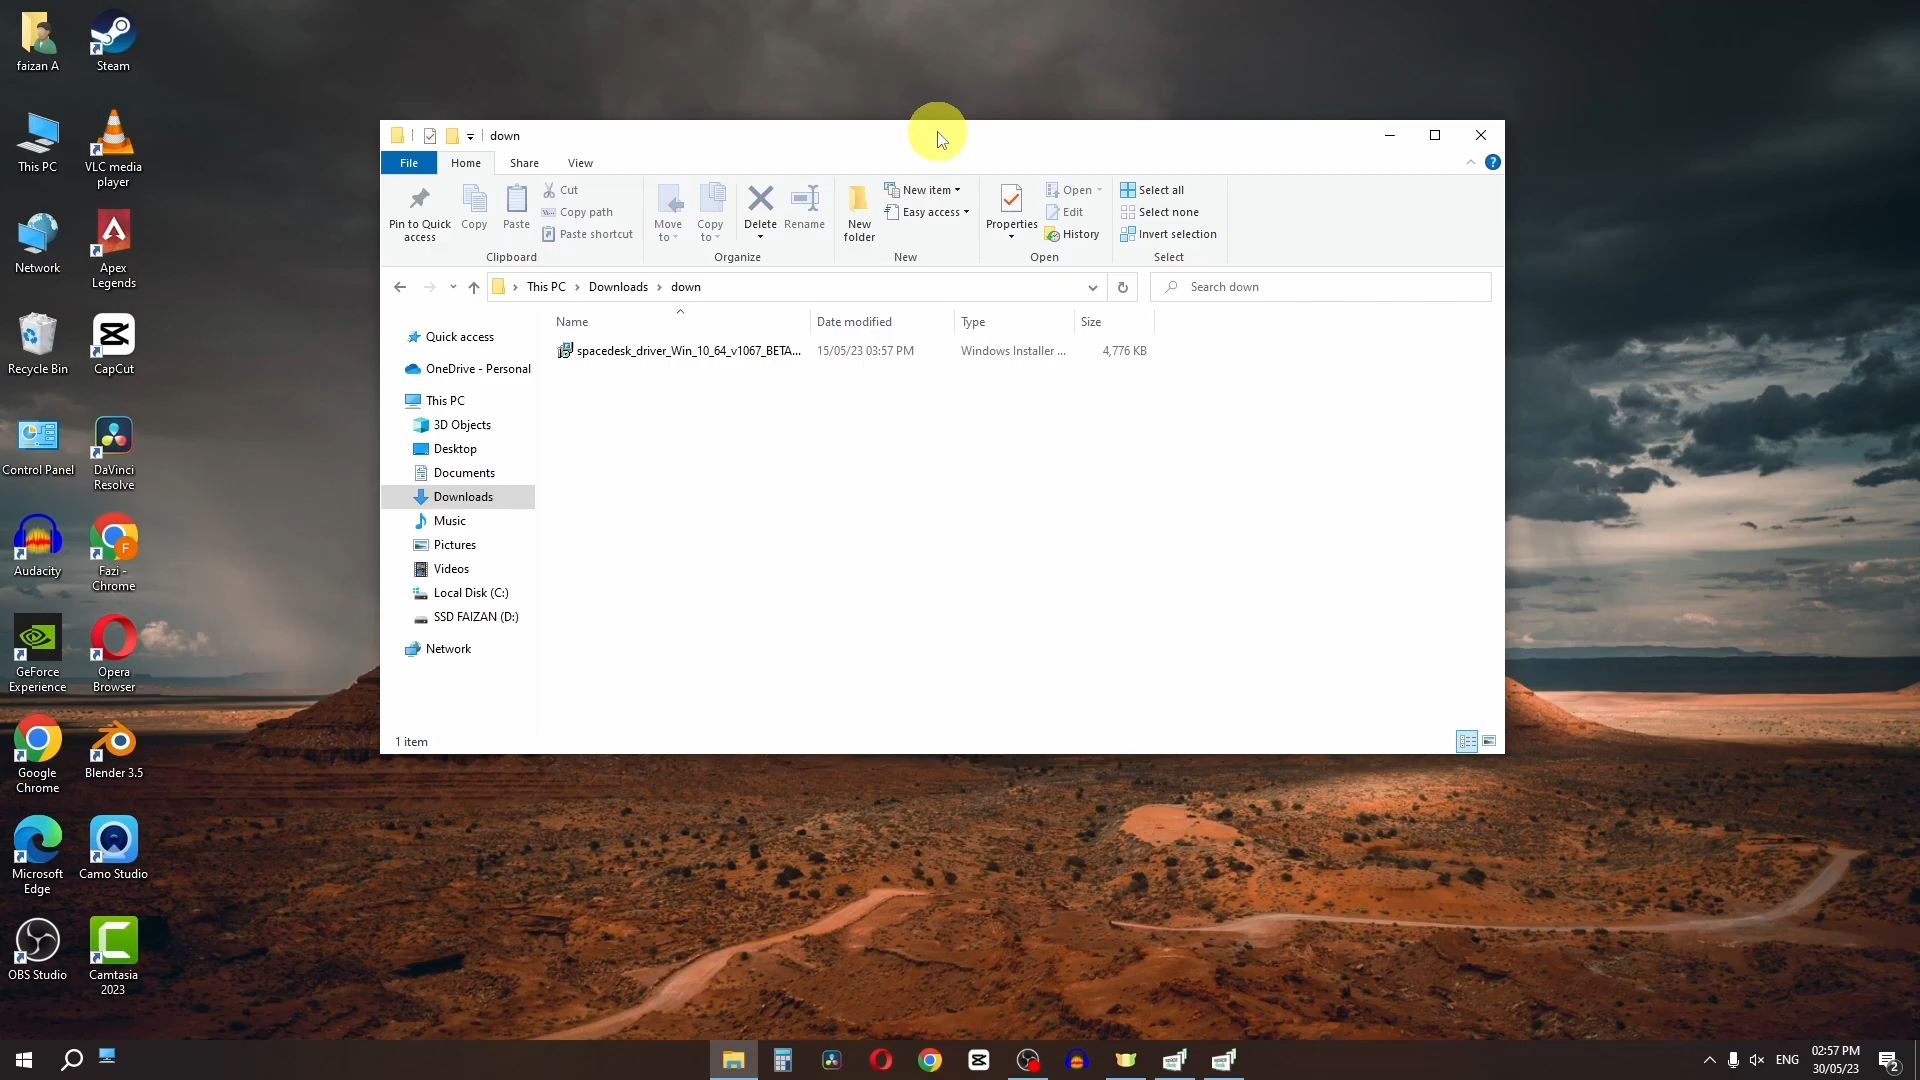 faizan A
Steam
This PC
VLC media
player
Network
Apex
Legends
Recycle Bin
CapCut
Control Panel
DaVinci
Resolve
Audacity
Fazi -
Chrome
GeForce
Experience
Opera
Browser
Google
Chrome
Blender 3.5
Microsoft
Edge
Camo Studio
OBS Studio
Camtasia
2023
down
File
Home
Share
View
Pin to Quick
access
Copy
Paste
Cut
Copy path
Paste shortcut
Clipboard
Move
to
Copy
to
Delete
Rename
Organize
New
folder
New item
Easy access
New
Properties
Open
Edit
History
Open
Select all
Select none
Invert selection
Select
This PC > Downloads > down
Search down
Name
Date modified
Type
Size
spacedesk_driver_Win_10_64_v1067_BETA...
15/05/23 03:57 PM
Windows Installer ...
4,776 KB
Quick access
OneDrive - Personal
This PC
3D Objects
Desktop
Documents
Downloads
Music
Pictures
Videos
Local Disk (C:)
SSD FAIZAN (D:)
Network
1 item
ENG
02:57 PM
30/05/23
2